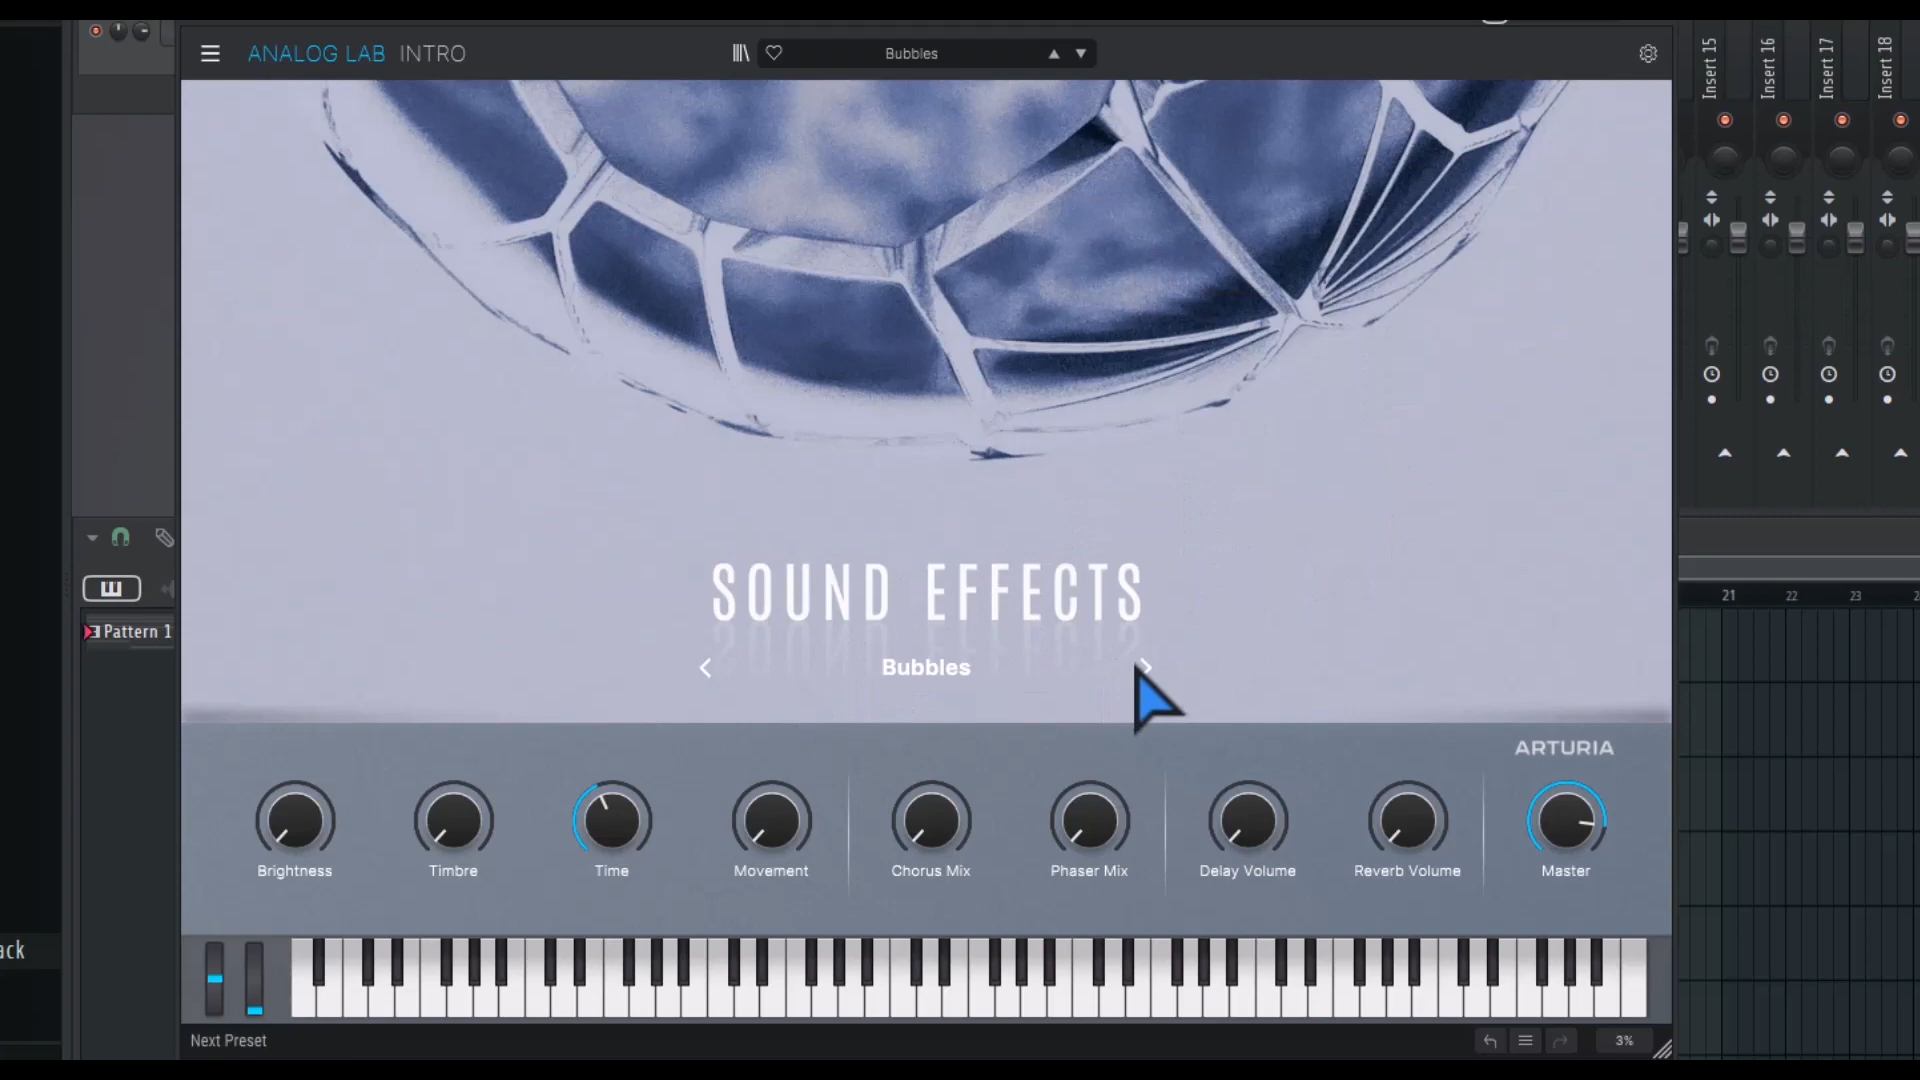 ANALOG LAB INTRO
Bubbles
Insert 15
Insert 16
Insert 17
Insert 18
SOUND EFFECTS
Bubbles
Pattern 1
21
22
23
ARTURIA
Brightness
Timbre
Time
Movement
Chorus Mix
Phaser Mix
Delay Volume
Reverb Volume
Master
ack
Next Preset
3%